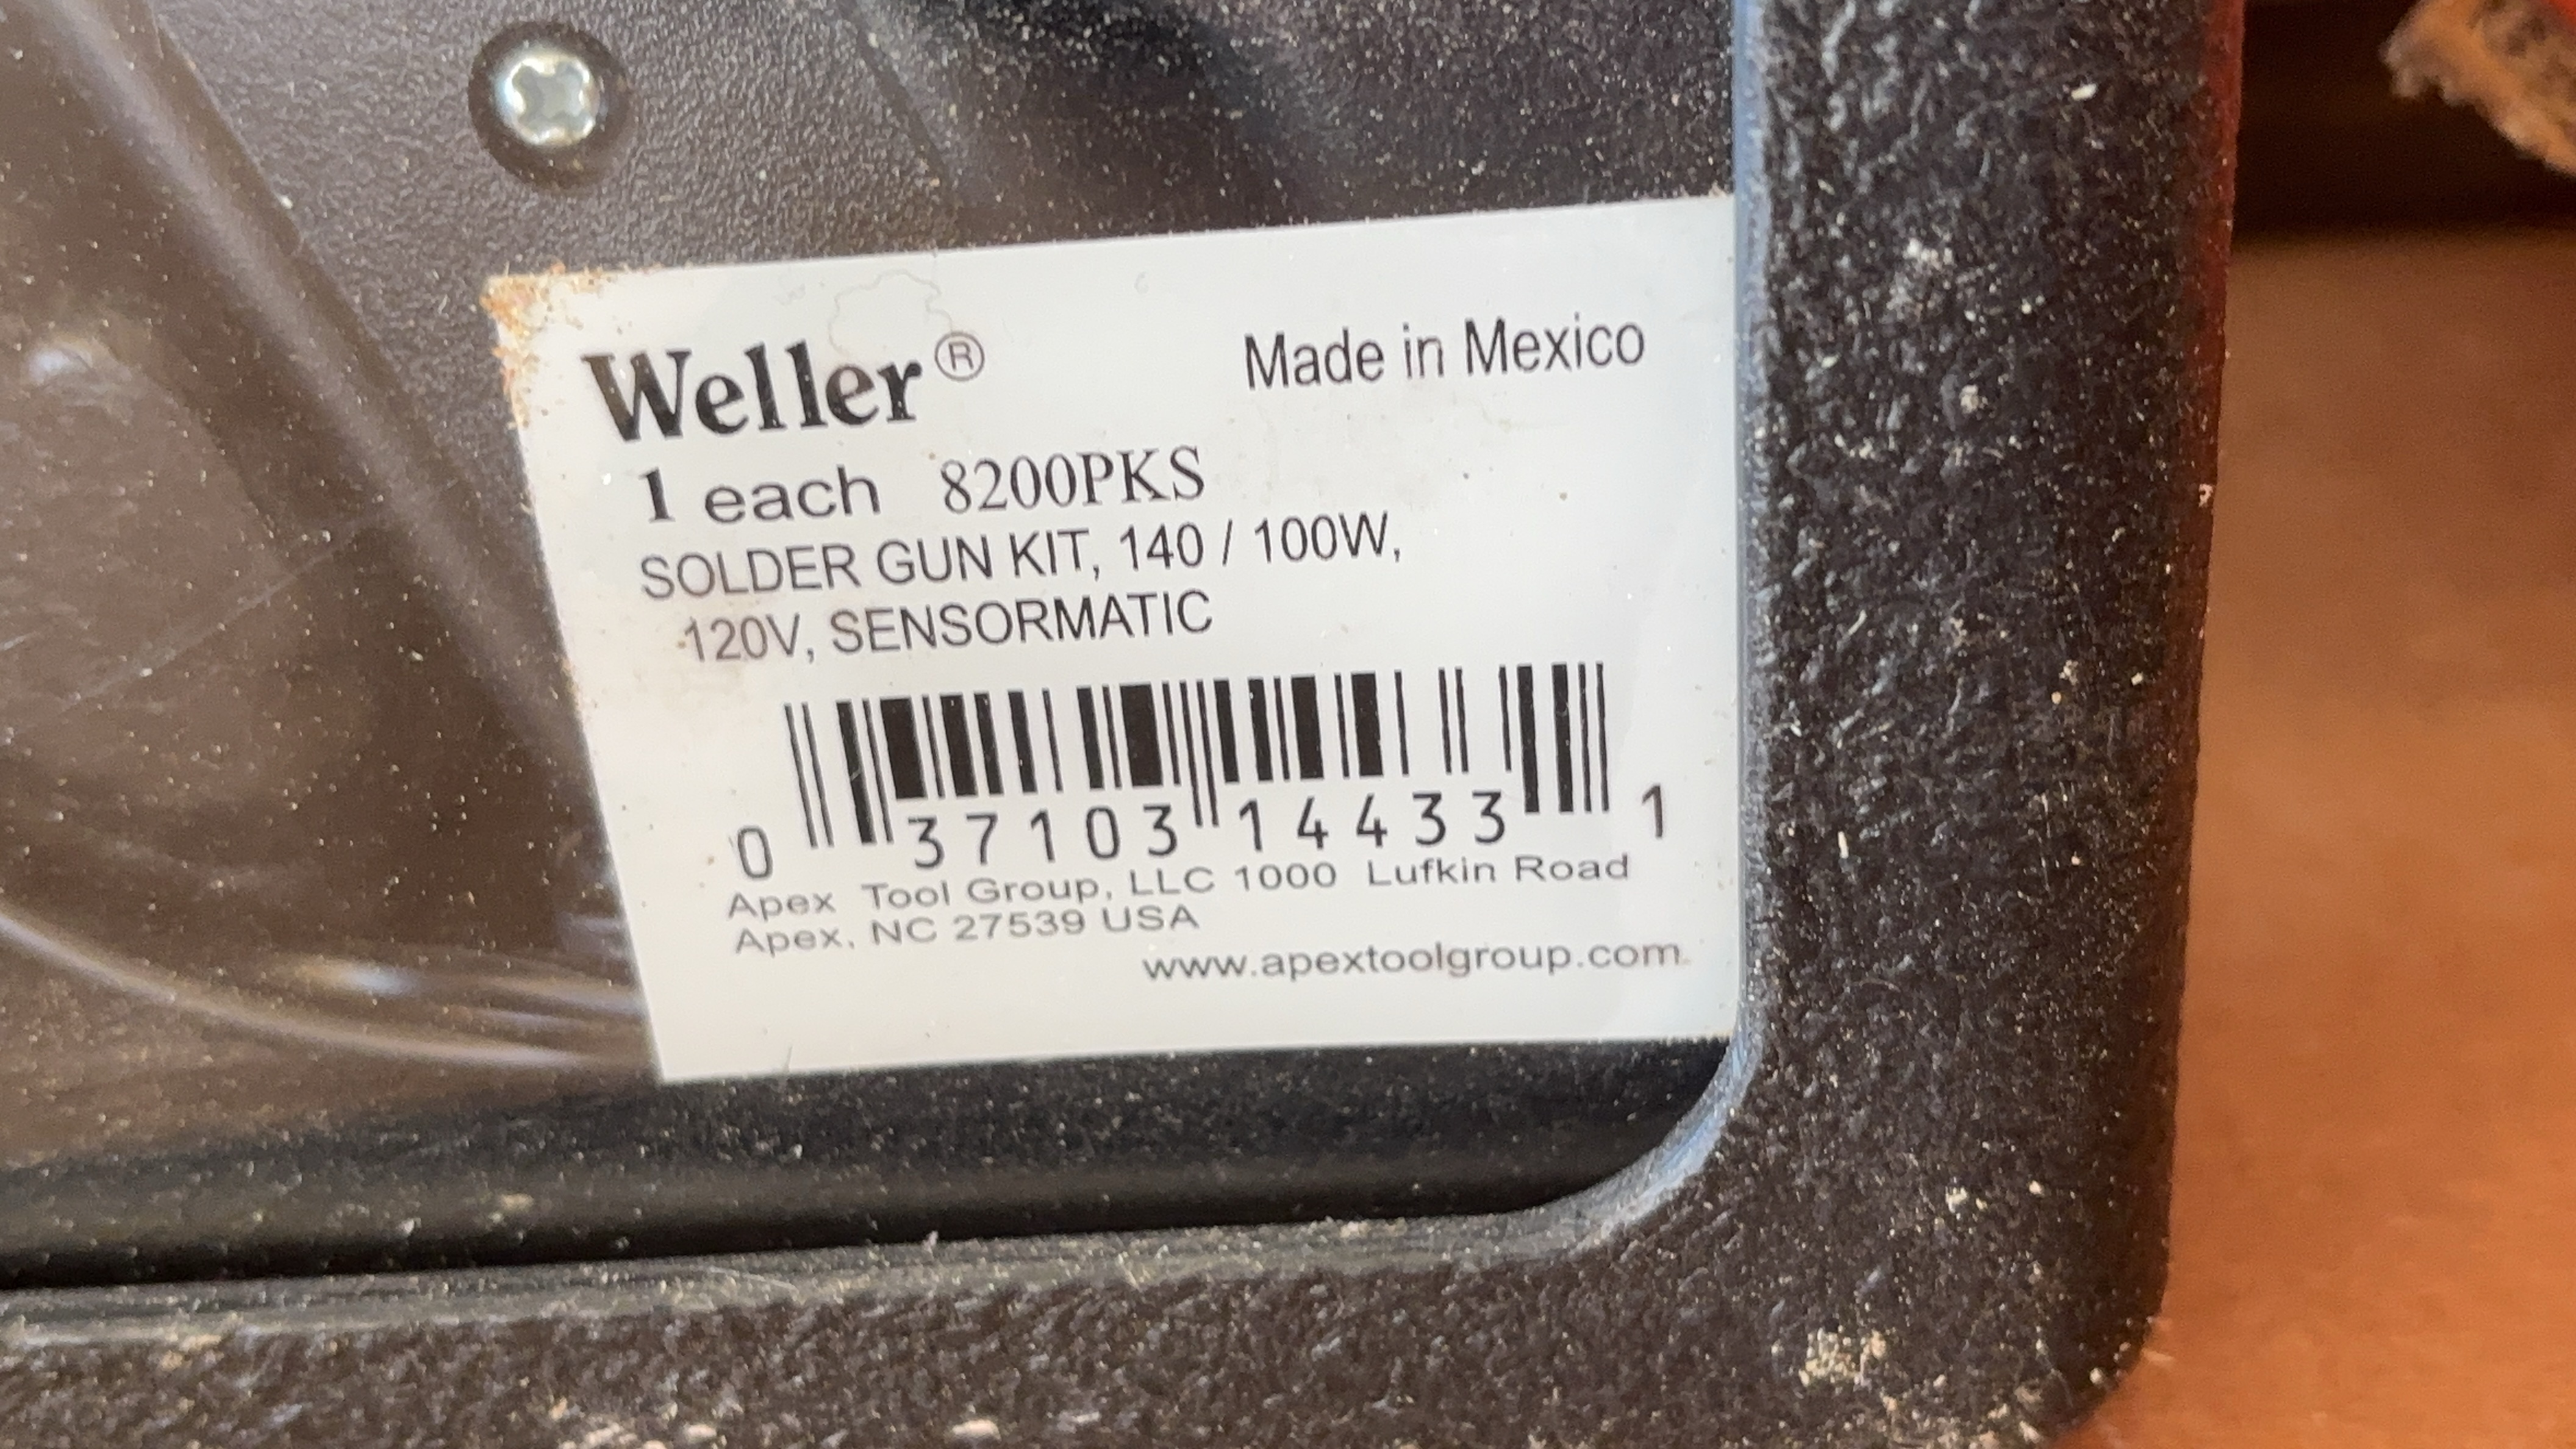 Weller® Made in Mexico
1 each 8200PKS
SOLDER GUN KIT, 140 / 100W,
120V, SENSORMATIC
0 37103 14433 1
Apex Tool Group, LLC 1000 Lufkin Road
Apex, NC 27539 USA
www.apextoolgroup.com